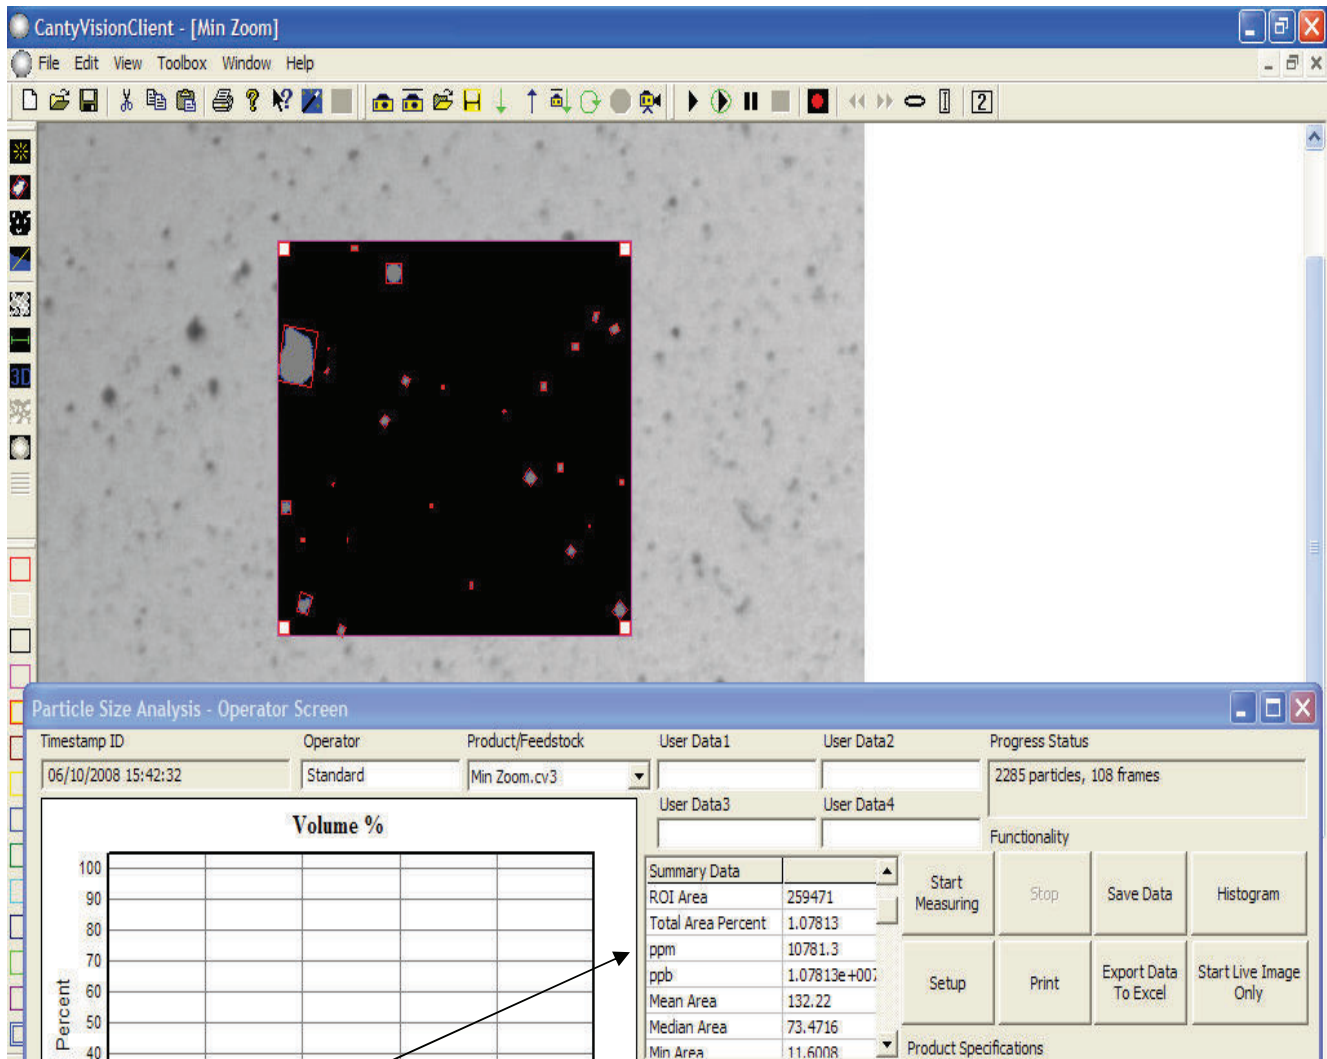 CantyVisionClient - [Min Zoom]
File Edit View Toolbox Window Help
2
3D
Particle Size Analysis - Operator Screen
Timestamp ID Operator Product/Feedstock User Data1 User Data2 Progress Status
06/10/2008 15:42:32 Standard Min Zoom.cv3 2285 particles, 108 frames
User Data3 User Data4
Functionality
Volume %
Summary Data
ROI Area 259471
Total Area Percent 1.07813
ppm 10781.3
ppb 1.07813e+007
Mean Area 132.22
Median Area 73.4716
Min Area 11.6008
Start Measuring Stop Save Data Histogram
Setup Print Export Data To Excel Start Live Image Only
Product Specifications
100
90
80
70
60
50
40
Percent